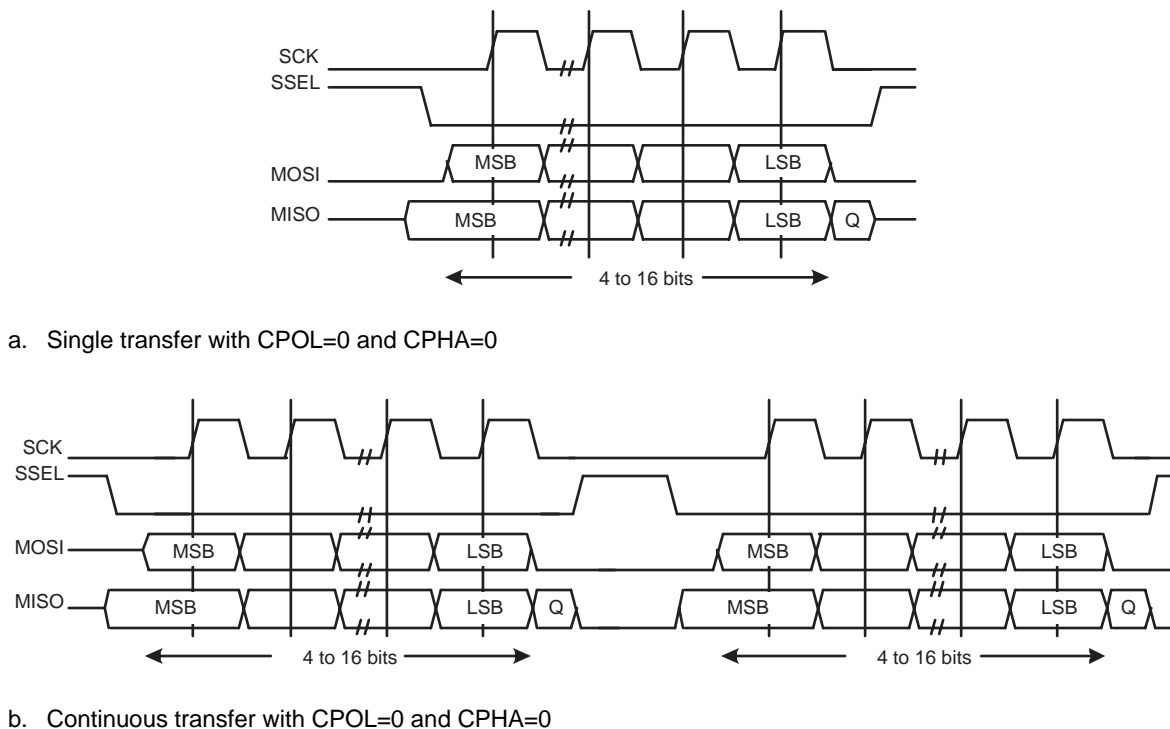 SCK
SSEL
MOSI
MSB
LSB
MISO
MSB
LSB
Q
4 to 16 bits
a. Single transfer with CPOL=0 and CPHA=0
SCK
SSEL
MOSI
MSB
LSB
MSB
LSB
MISO
MSB
LSB
Q
MSB
LSB
Q
4 to 16 bits
4 to 16 bits
b. Continuous transfer with CPOL=0 and CPHA=0